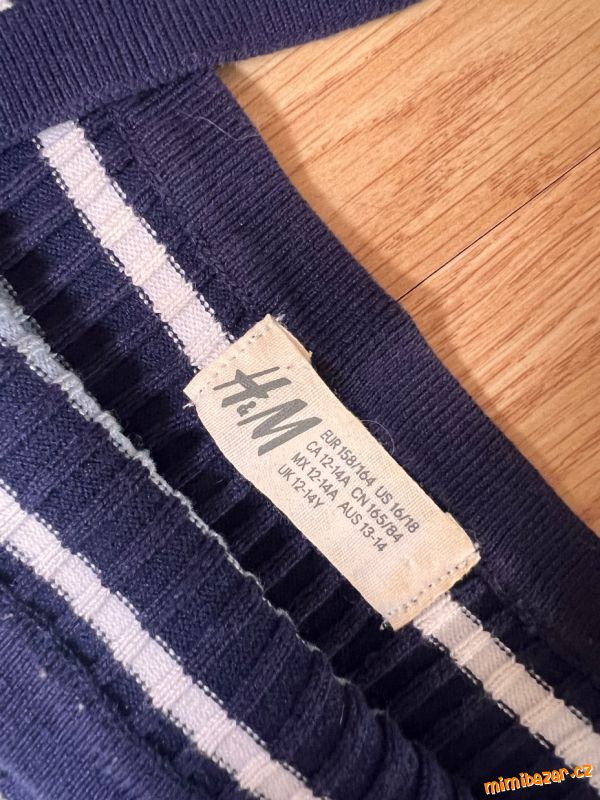 H&M
EUR 158/164 US 16/18
CA 12-14A CN 165/84
MX 12-14A AUS 13-14
UK 12-14Y
mimibazar.cz